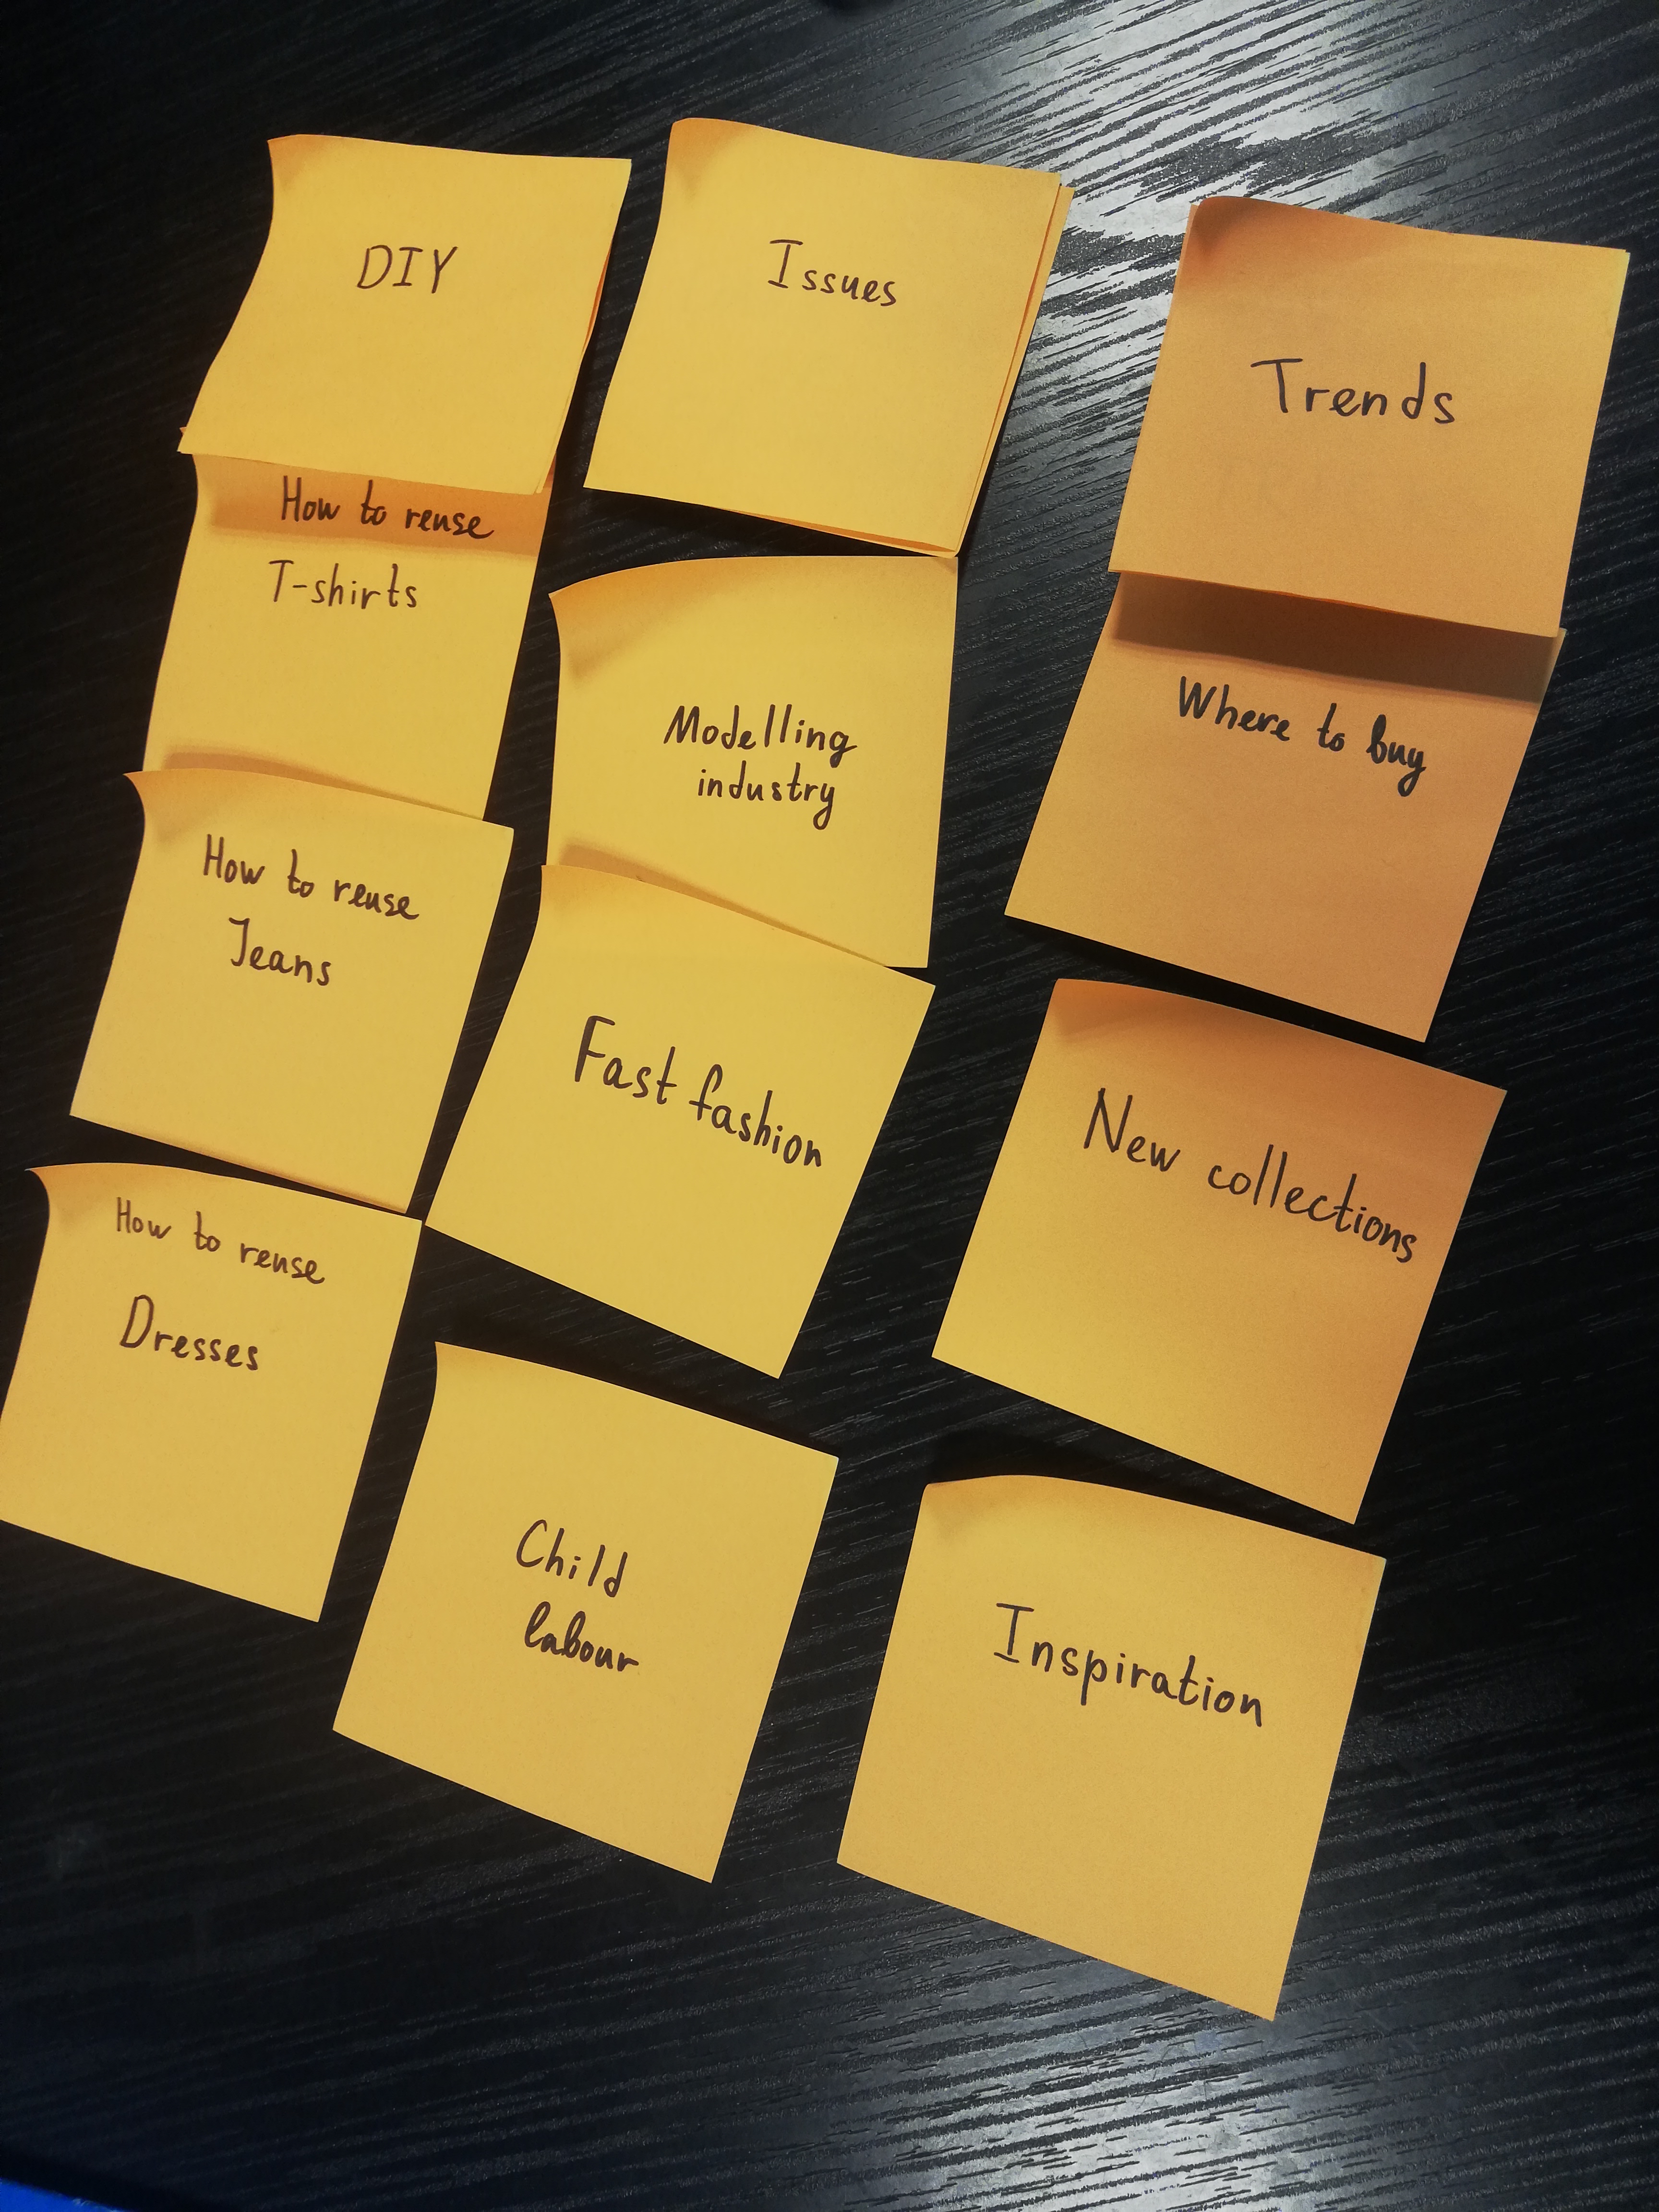 DIY
How to reuse
T-shirts
How to reuse
Jeans
How to reuse
Dresses
Issues
Modelling
industry
Fast fashion
Child
labour
Trends
Where to buy
New collections
Inspiration